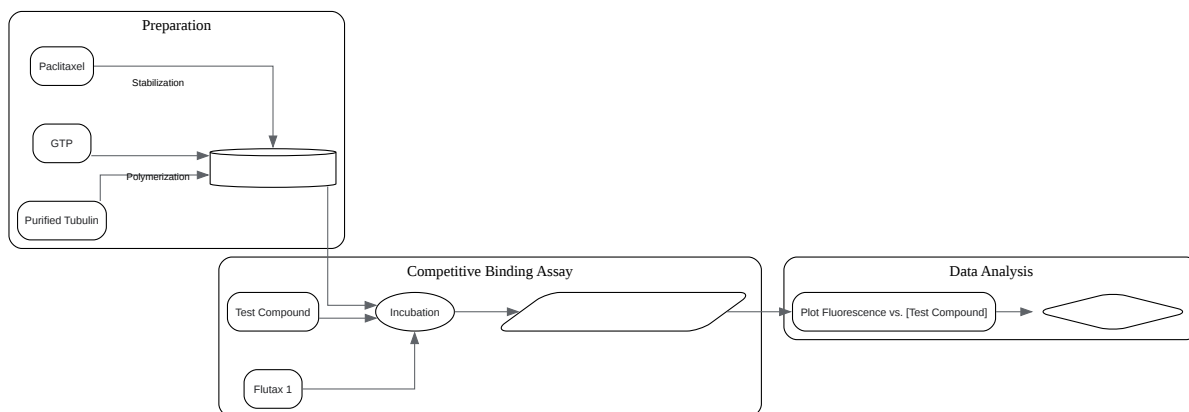 Preparation
Paclitaxel
Stabilization
GTP
Polymerization
Purified Tubulin
Competitive Binding Assay
Test Compound
Incubation
Flutax 1
Data Analysis
Plot Fluorescence vs. [Test Compound]